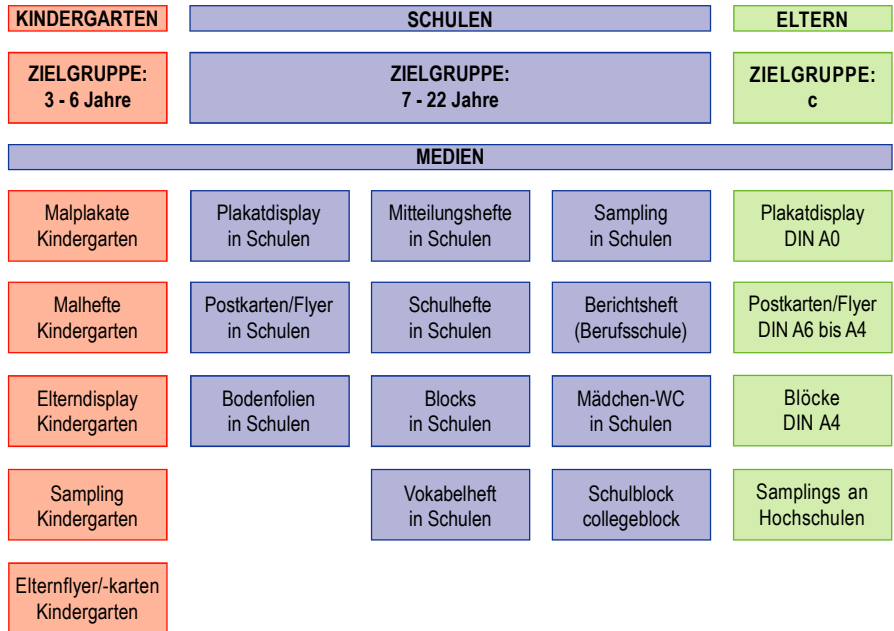 KINDERGARTEN
SCHULEN
ELTERN
ZIELGRUPPE:
3 - 6 Jahre
ZIELGRUPPE:
7 - 22 Jahre
ZIELGRUPPE:
c
MEDIEN
Malplakate
Kindergarten
Plakatdisplay
in Schulen
Mitteilungshefte
in Schulen
Sampling
in Schulen
Plakatdisplay
DIN A0
Malhefte
Kindergarten
Postkarten/Flyer
in Schulen
Schulhefte
in Schulen
Berichtsheft
(Berufsschule)
Postkarten/Flyer
DIN A6 bis A4
Elterndisplay
Kindergarten
Bodenfolien
in Schulen
Blocks
in Schulen
Mädchen-WC
in Schulen
Blöcke
DIN A4
Sampling
Kindergarten
Vokabelheft
in Schulen
Schulblock
collegeblock
Samplings an
Hochschulen
Elternflyer/-karten
Kindergarten